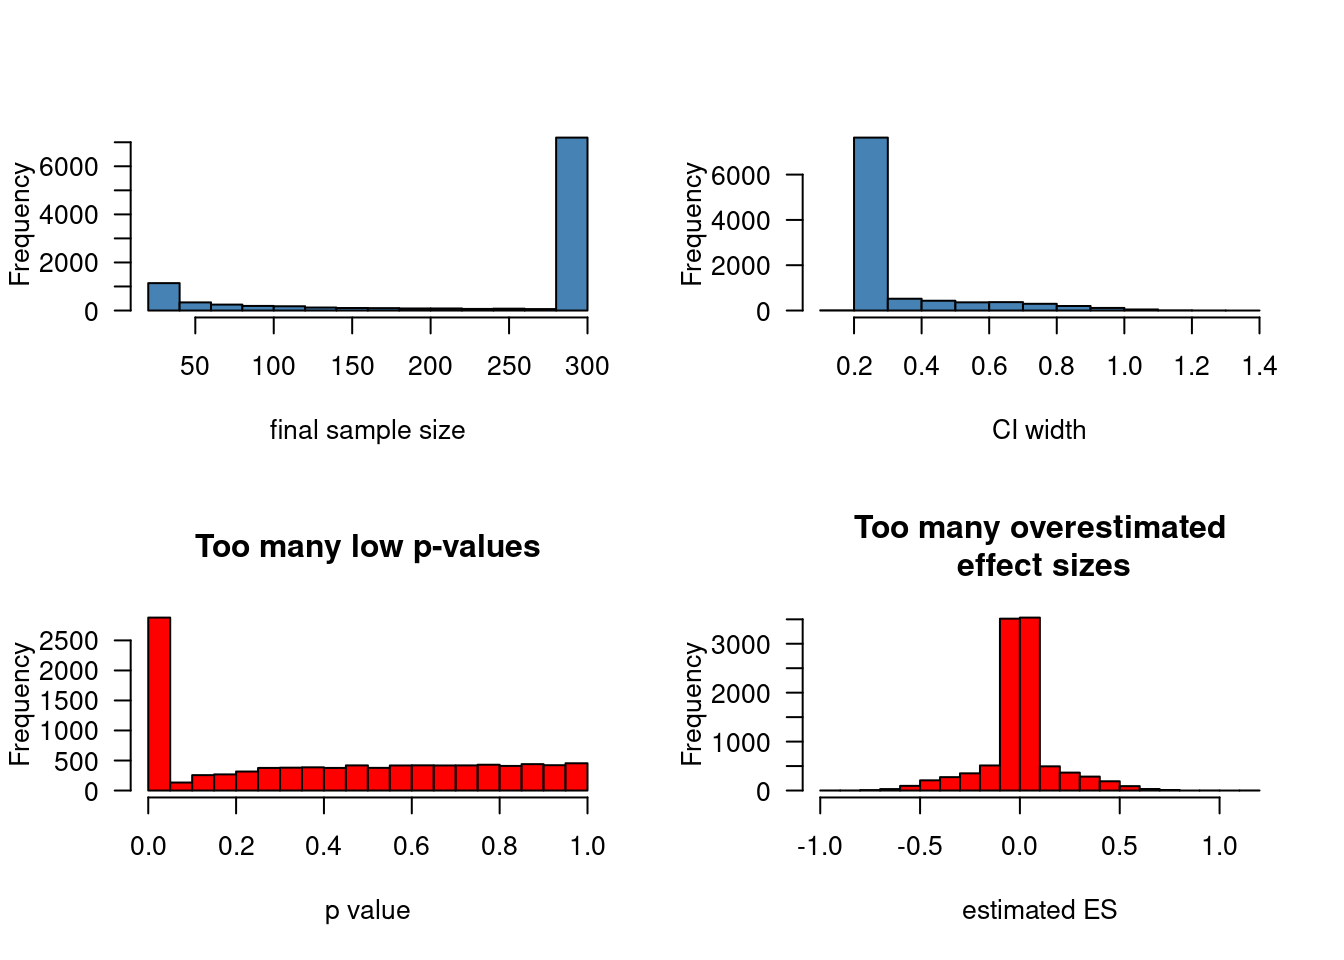 Frequency
6000
4000
2000
0
50 100 150 200 250 300
final sample size
Frequency
6000
4000
2000
0
0.2 0.4 0.6 0.8 1.0 1.2 1.4
CI width
Too many low p-values
Frequency
2500
2000
1500
1000
500
0
0.0 0.2 0.4 0.6 0.8 1.0
p value
Too many overestimated
effect sizes
Frequency
3000
2000
1000
0
-1.0 -0.5 0.0 0.5 1.0
estimated ES